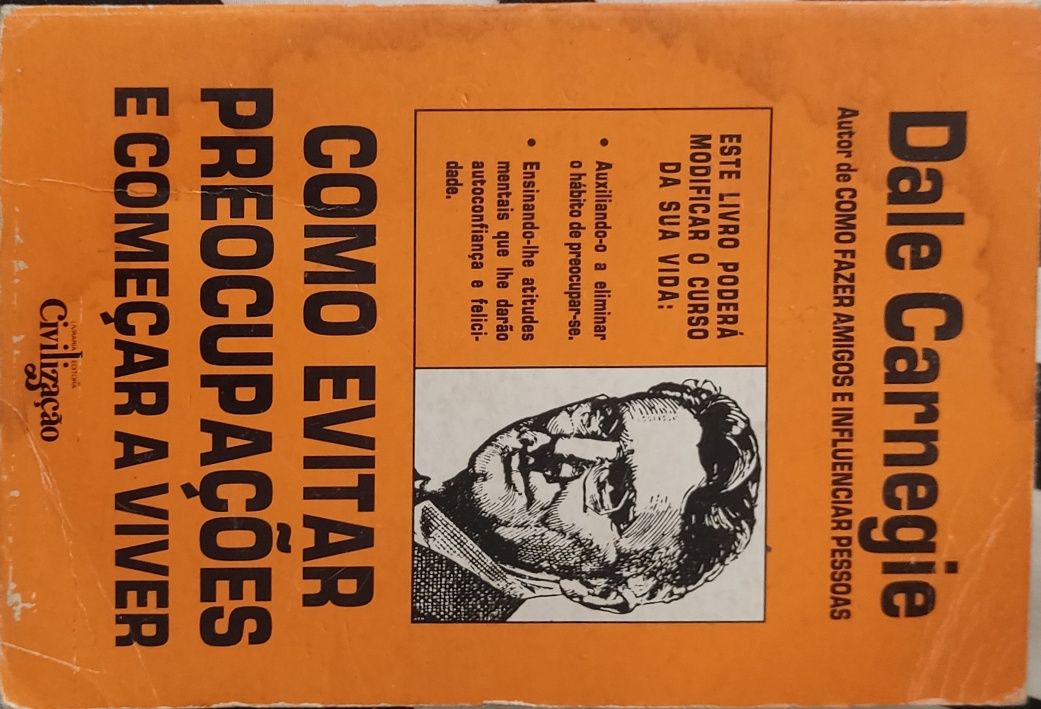 Dale Carnegie
Autor de COMO FAZER AMIGOS E INFLUENCIAR PESSOAS
ESTE LIVRO PODERÁ
MODIFICAR O CURSO
DA SUA VIDA:
• Auxiliando-o a eliminar
o hábito de preocupar-se.
• Ensinando-lhe atitudes
mentais que lhe darão
autoconfiança e felici-
dade.
COMO EVITAR
PREOCUPAÇÕES
E COMEÇAR A VIVER
LIVRARIA EDITORA
Civilização